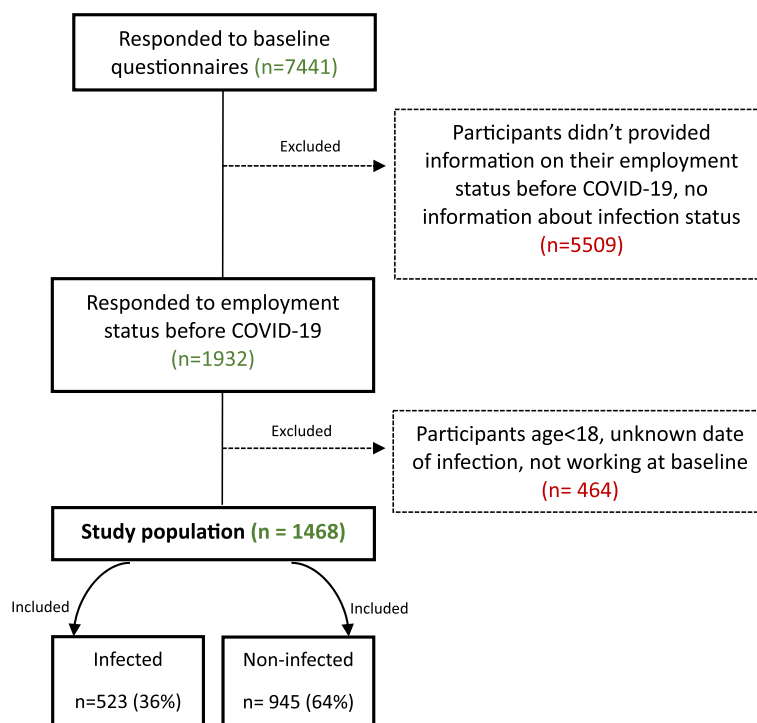 Responded to baseline
questionnaires (n=7441)
Excluded
Participants didn’t provided
information on their employment
status before COVID-19, no
information about infection status
(n=5509)
Responded to employment
status before COVID-19
(n=1932)
Excluded
Participants age<18, unknown date
of infection, not working at baseline
(n= 464)
Study population (n = 1468)
Included
Included
Infected
n=523 (36%)
Non-infected
n= 945 (64%)